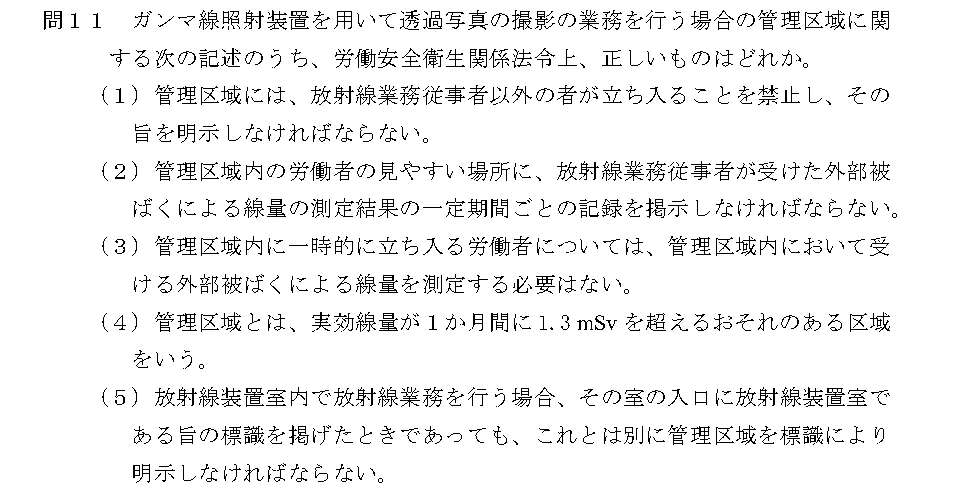 問11 ガンマ線照射装置を用いて透過写真の撮影の業務を行う場合の管理区域に関
する次の記述のうち、労働安全衛生関係法令上、正しいものはどれか。
（1）管理区域には、放射線業務従事者以外の者が立ち入ることを禁止し、その
旨を明示しなければならない。
（2）管理区域内の労働者の見やすい場所に、放射線業務従事者が受けた外部被
ばくによる線量の測定結果の一定期間ごとの記録を掲示しなければならない。
（3）管理区域内に一時的に立ち入る労働者については、管理区域内において受
ける外部被ばくによる線量を測定する必要はない。
（4）管理区域とは、実効線量が1か月間に1.3 mSvを超えるおそれのある区域
をいう。
（5）放射線装置室内で放射線業務を行う場合、その室の入口に放射線装置室で
ある旨の標識を掲げたときであっても、これとは別に管理区域を標識により
明示しなければならない。